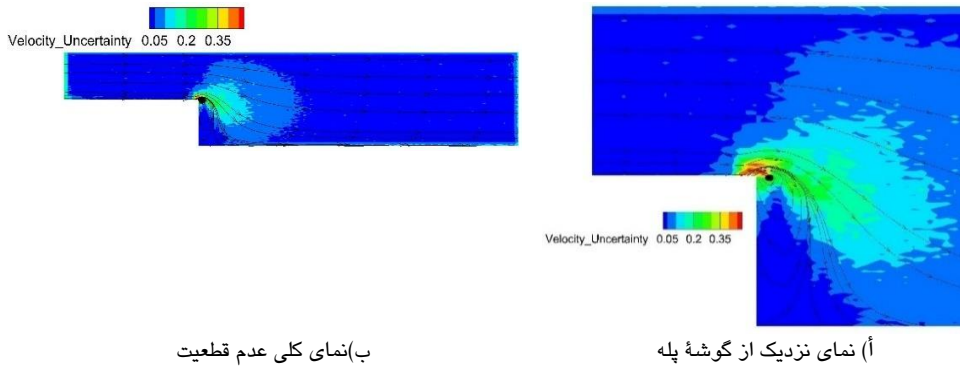 Velocity_Uncertainty 0.05 0.2 0.35
Velocity_Uncertainty 0.05 0.2 0.35
أ) نمای نزدیک از گوشۀ پله
ب)نمای کلی عدم قطعیت